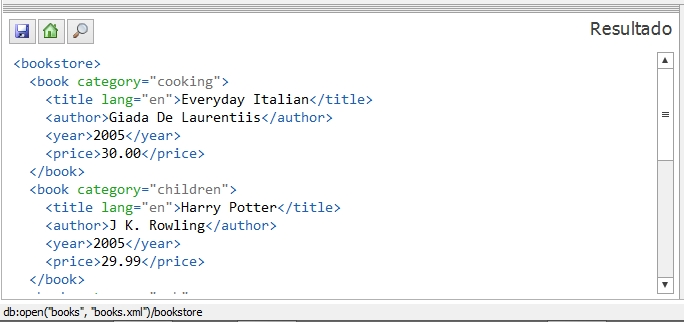 Resultado
<bookstore>
  <book category="cooking">
    <title lang="en">Everyday Italian</title>
    <author>Giada De Laurentiis</author>
    <year>2005</year>
    <price>30.00</price>
  </book>
  <book category="children">
    <title lang="en">Harry Potter</title>
    <author>J K. Rowling</author>
    <year>2005</year>
    <price>29.99</price>
  </book>
db:open("books", "books.xml")/bookstore